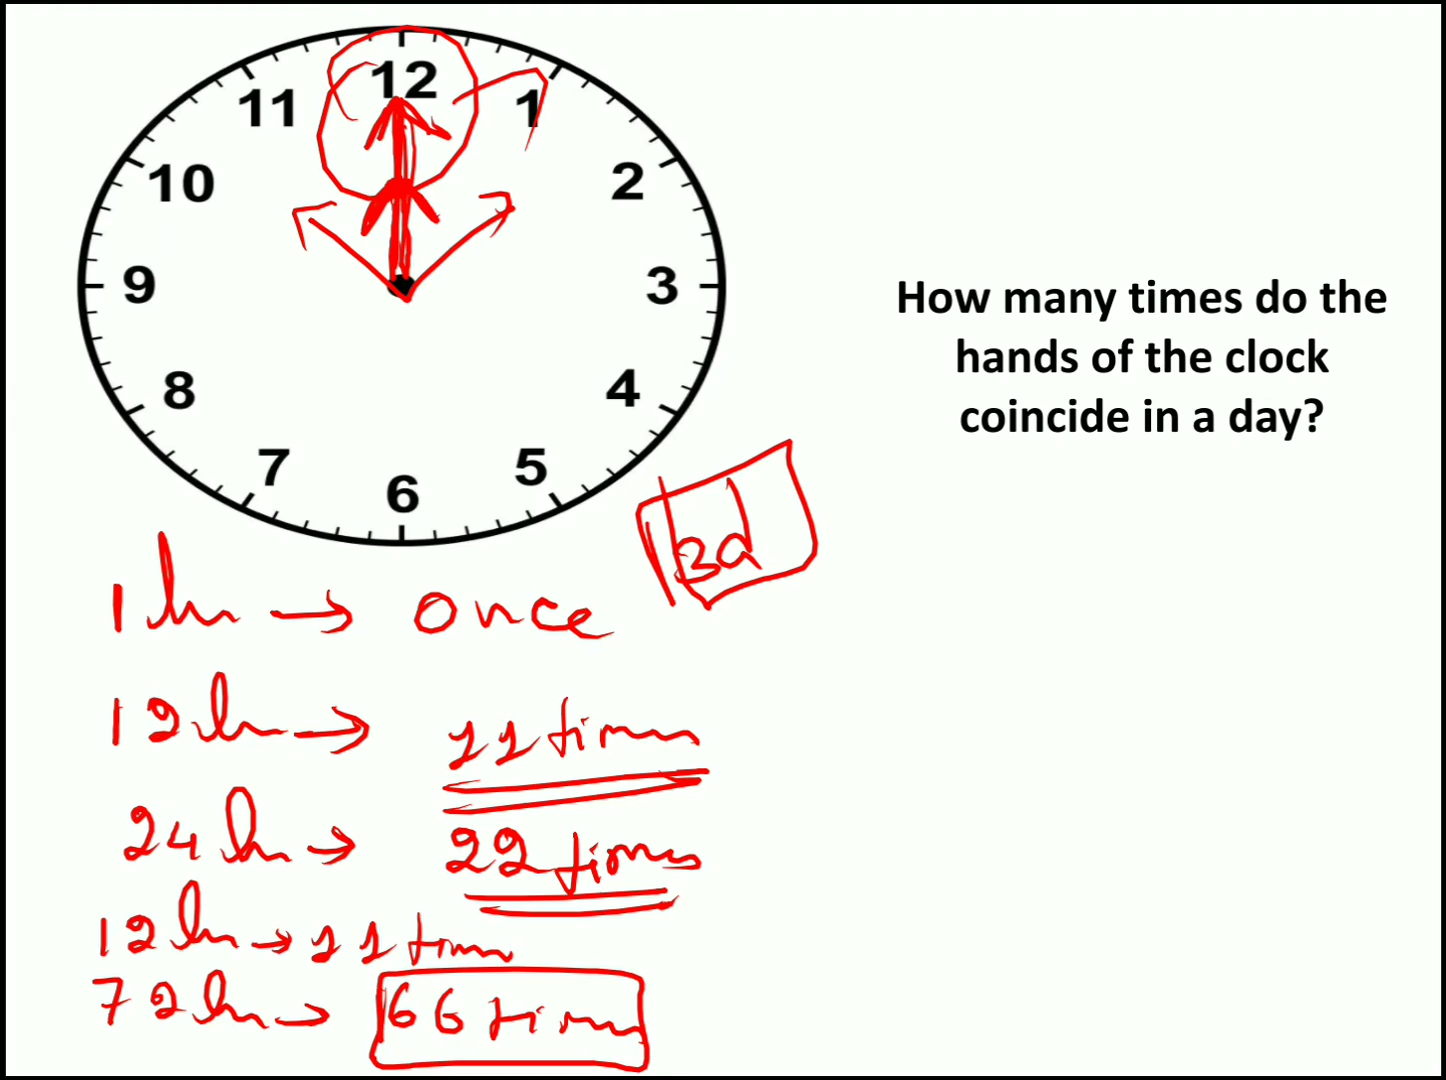 12
11
1
10
2
9
3
8
4
7
5
6
How many times do the
hands of the clock
coincide in a day?
3d
1 hr → once
12 hr → 11 times
24 hr → 22 times
12 hr → 11 times
72 hr → 66 times